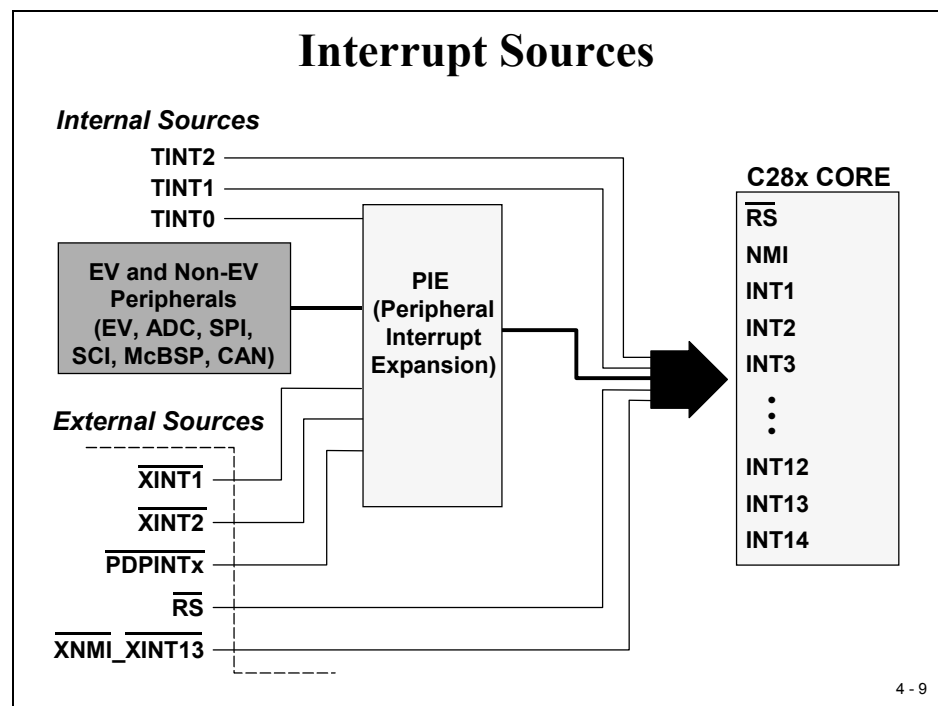 Interrupt Sources
Internal Sources
TINT2
TINT1
TINT0
EV and Non-EV
Peripherals
(EV, ADC, SPI,
SCI, McBSP, CAN)
PIE
(Peripheral
Interrupt
Expansion)
External Sources
XINT1
XINT2
PDPINTx
RS
XNMI_XINT13
C28x CORE
RS
NMI
INT1
INT2
INT3
INT12
INT13
INT14
4 - 9